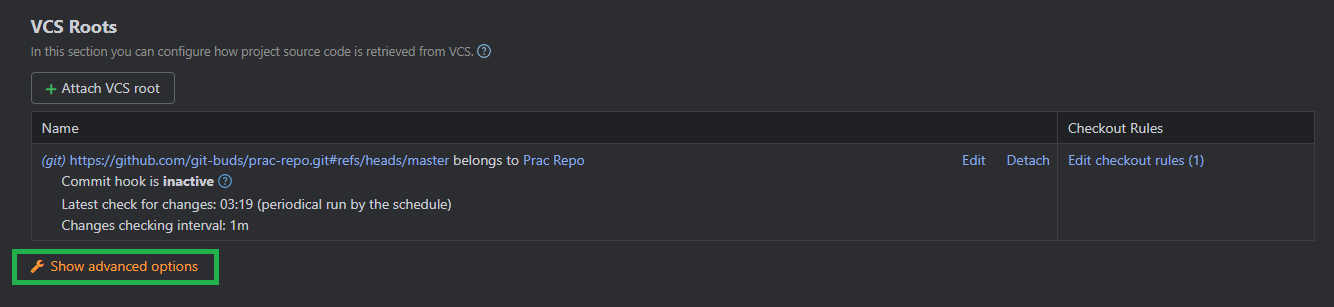 VCS Roots
In this section you can configure how project source code is retrieved from VCS. ?
+ Attach VCS root
Name Checkout Rules
(git) https://github.com/git-buds/prac-repo.git#refs/heads/master belongs to Prac Repo Edit Detach Edit checkout rules (1)
Commit hook is inactive ?
Latest check for changes: 03:19 (periodical run by the schedule)
Changes checking interval: 1m
Show advanced options